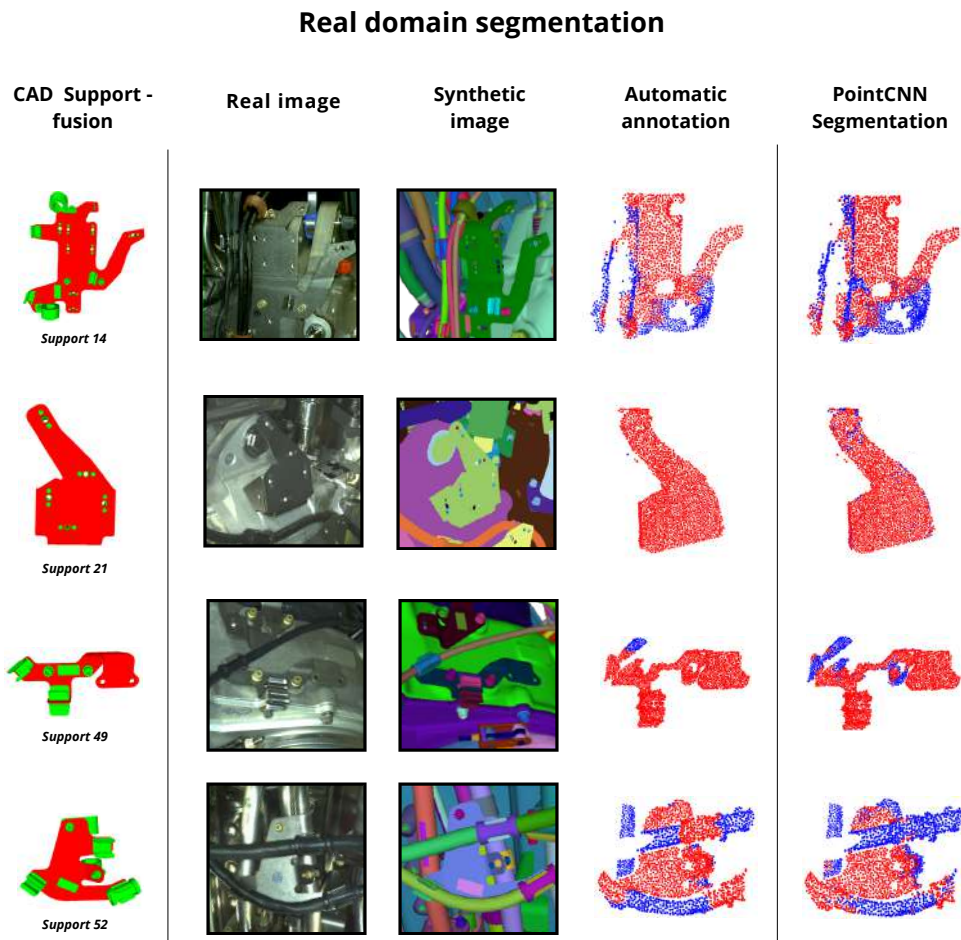 Real domain segmentation
CAD Support -
fusion
Real image
Synthetic
image
Automatic
annotation
PointCNN
Segmentation
Support 14
Support 21
Support 49
Support 52